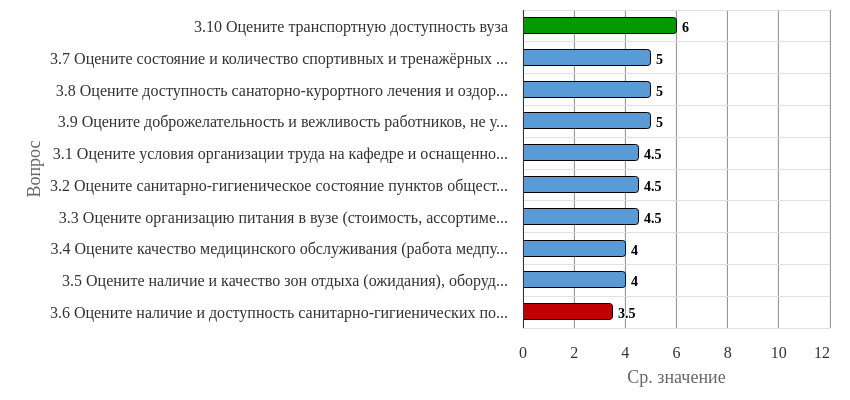 3.10 Оцените транспортную доступность вуза 6
3.7 Оцените состояние и количество спортивных и тренажёрных ... 5
3.8 Оцените доступность санаторно-курортного лечения и оздор... 5
3.9 Оцените доброжелательность и вежливость работников, не у... 5
3.1 Оцените условия организации труда на кафедре и оснащенно... 4.5
3.2 Оцените санитарно-гигиеническое состояние пунктов общест... 4.5
3.3 Оцените организацию питания в вузе (стоимость, ассортиме... 4.5
3.4 Оцените качество медицинского обслуживания (работа медпу... 4
3.5 Оцените наличие и качество зон отдыха (ожидания), оборуд... 4
3.6 Оцените наличие и доступность санитарно-гигиенических по... 3.5
Вопрос
0 2 4 6 8 10 12
Ср. значение